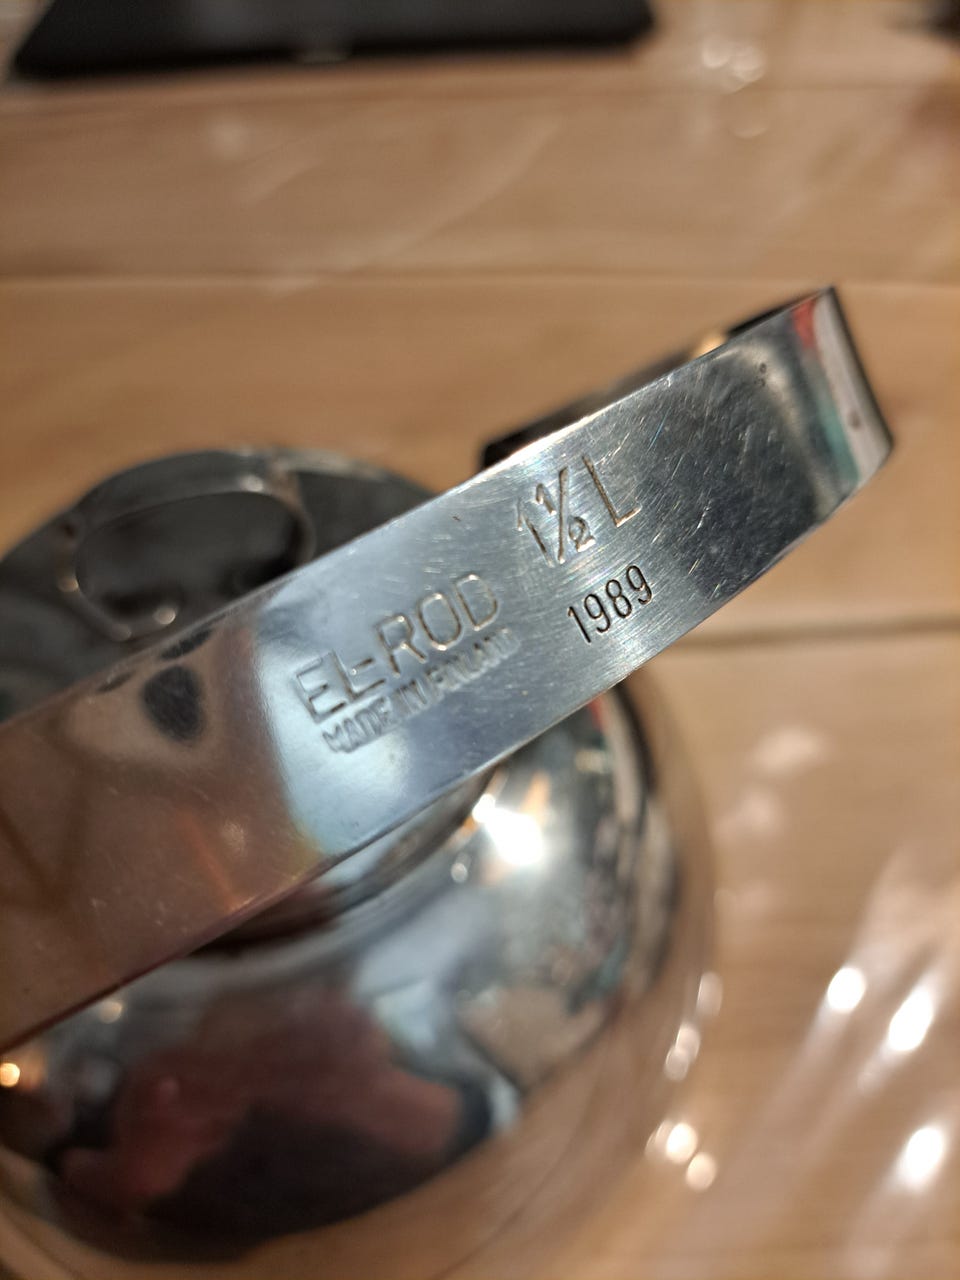 1½ L
1989
EL-ROD
MADE IN FINLAND